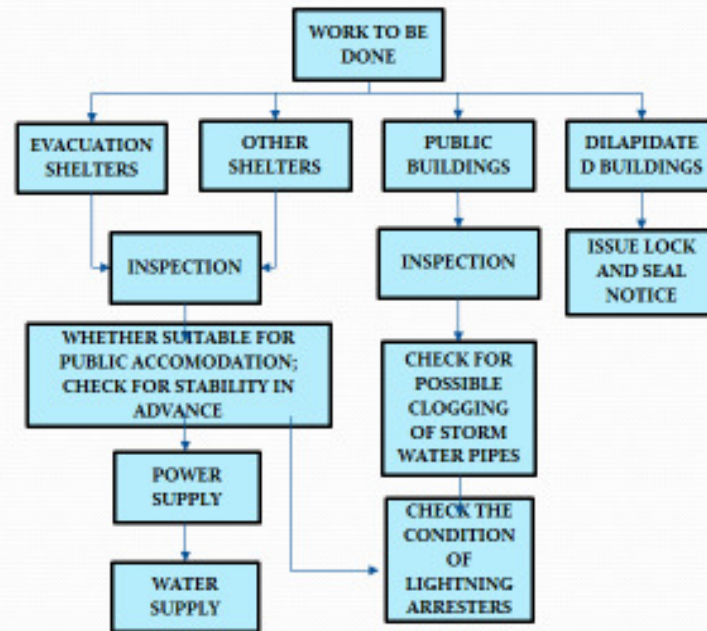 WORK TO BE
DONE
EVACUATION
SHELTERS
OTHER
SHELTERS
PUBLIC
BUILDINGS
DILAPIDATE
D BUILDINGS
INSPECTION
INSPECTION
ISSUE LOCK
AND SEAL
NOTICE
WHETHER SUITABLE FOR
PUBLIC ACCOMODATION;
CHECK FOR STABILITY IN
ADVANCE
CHECK FOR
POSSIBLE
CLOGGING
OF STORM
WATER PIPES
POWER
SUPPLY
CHECK THE
CONDITION
OF
LIGHTNING
ARRESTERS
WATER
SUPPLY